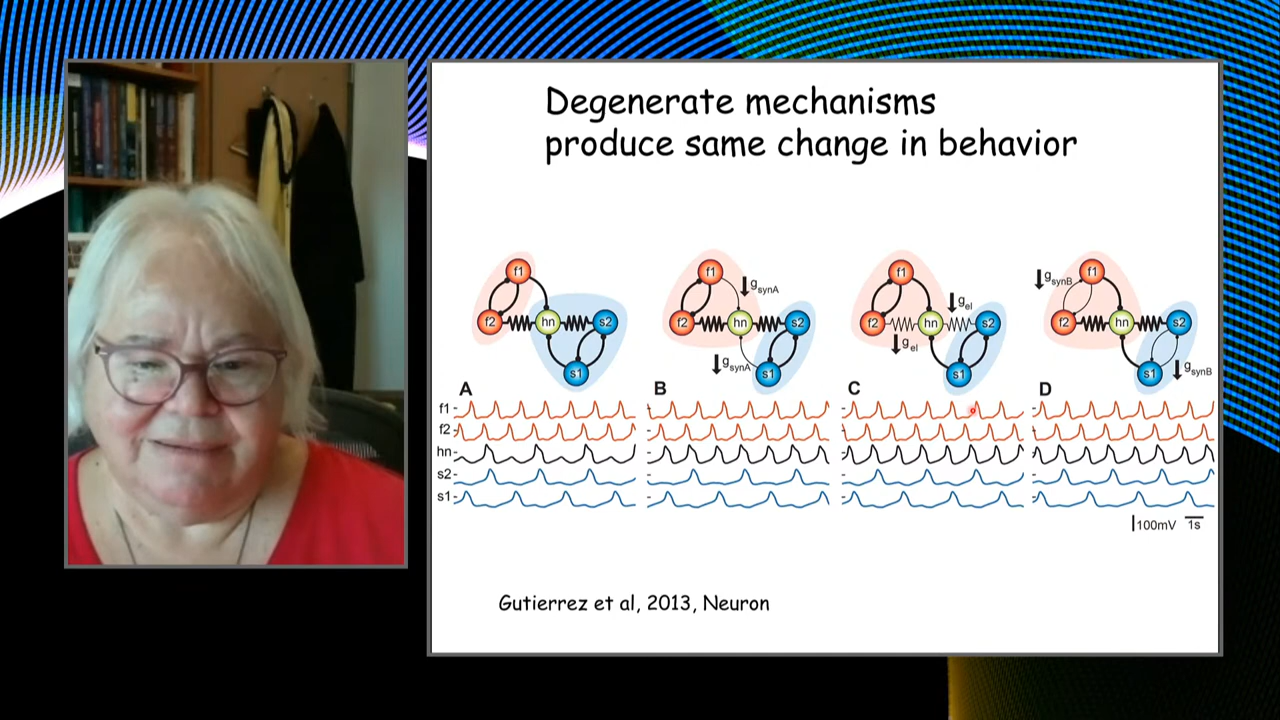 Degenerate mechanisms
produce same change in behavior
f1
f2
hn
s2
s1
f1
gsynA
f2
hn
s2
gsynA
s1
f1
gel
f2
hn
s2
gel
s1
gsynB
f1
f2
hn
s2
s1
gsynB
A
B
C
D
f1
f2
hn
s2
s1
100mV
1s
Gutierrez et al, 2013, Neuron